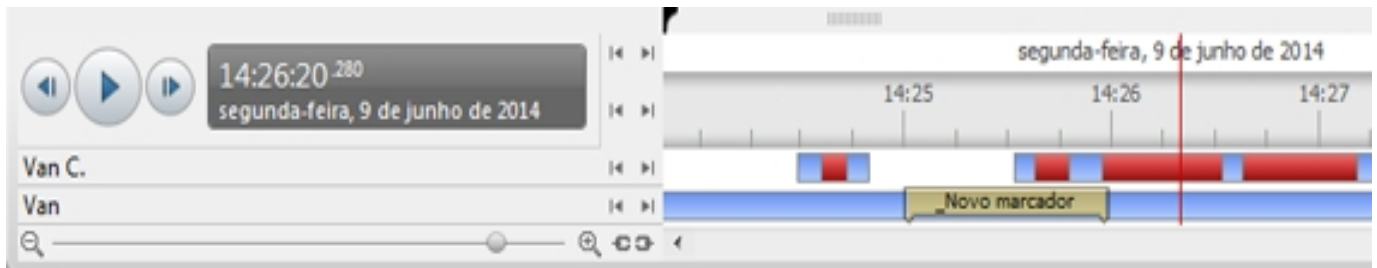 segunda-feira, 9 de junho de 2014
14:26:20.280
segunda-feira, 9 de junho de 2014
14:25 14:26 14:27
Van C.
Van
_Novo marcador